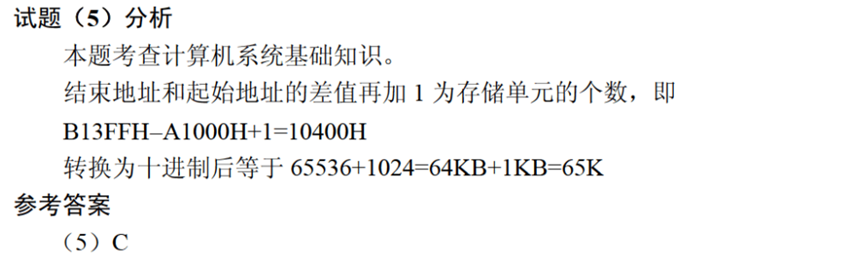 试题（5）分析
本题考查计算机系统基础知识。
结束地址和起始地址的差值再加 1 为存储单元的个数，即
B13FFH–A1000H+1=10400H
转换为十进制后等于 65536+1024=64KB+1KB=65K
参考答案
（5）C